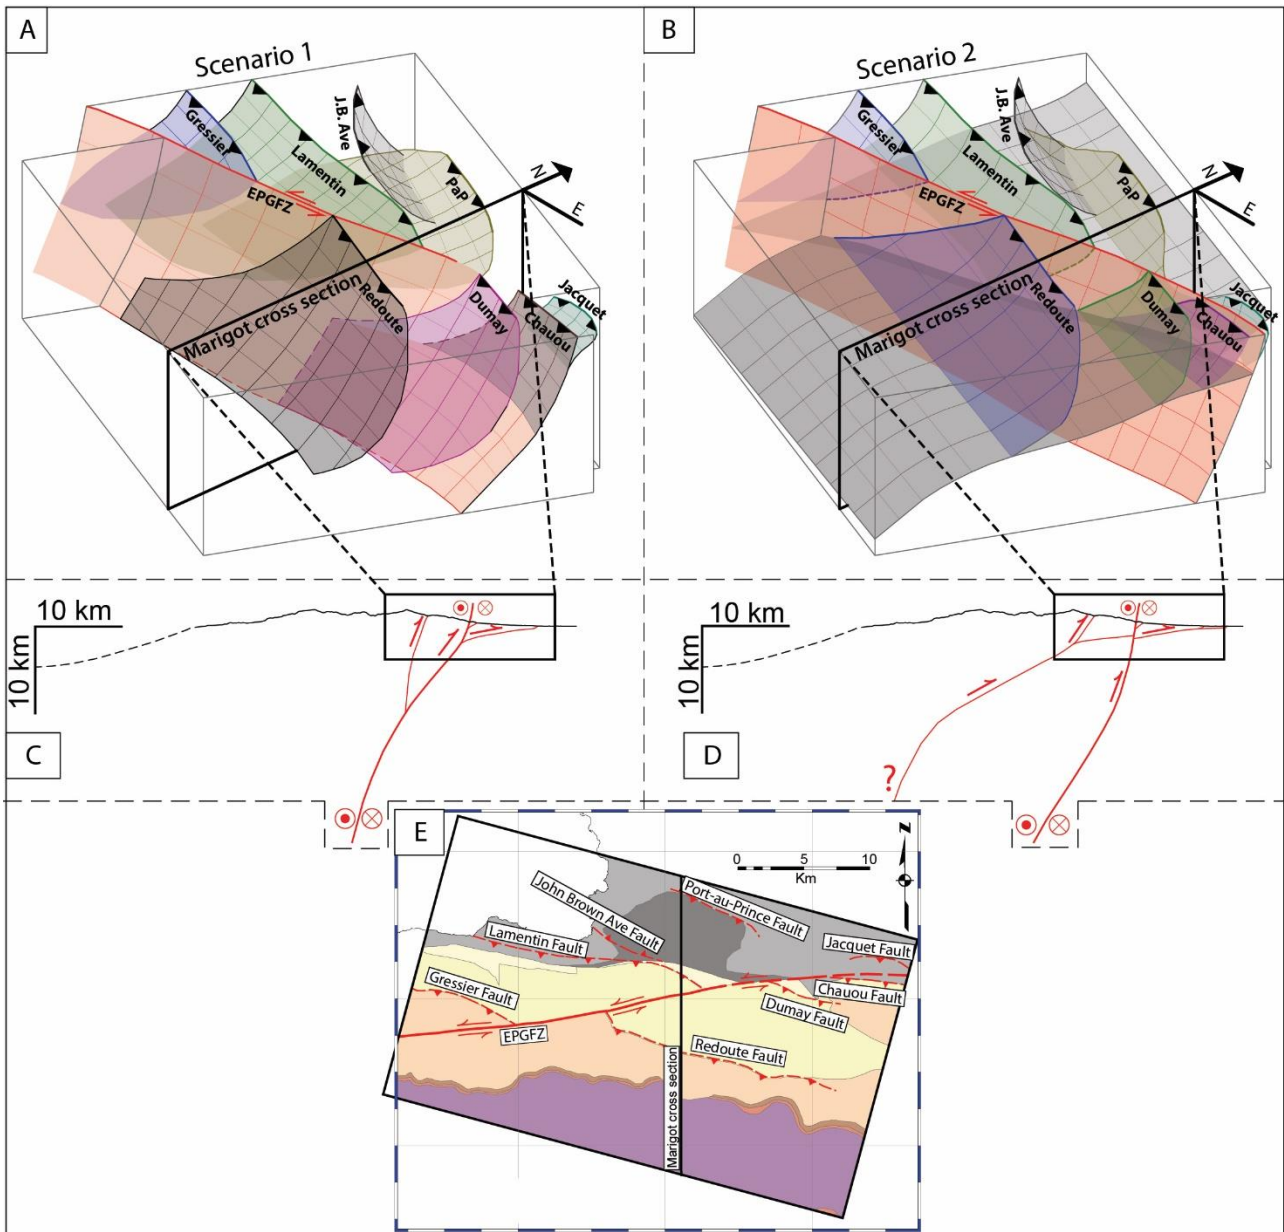 A
Scenario 1
Gressier
Lamentin
J.B. Ave
PaP
EPGFZ
N
E
Marigot cross section
Redoute
Dumay
Chauou
Jacquet
B
Scenario 2
Gressier
Lamentin
J.B. Ave
PaP
EPGFZ
N
E
Marigot cross section
Redoute
Dumay
Chauou
Jacquet
10 km
10 km
C
10 km
10 km
?
D
E
N
0 5 10
Km
John Brown Ave Fault
Port-au-Prince Fault
Lamentin Fault
Jacquet Fault
Gressier Fault
Chauou Fault
Dumay Fault
EPGFZ
Redoute Fault
Marigot cross section